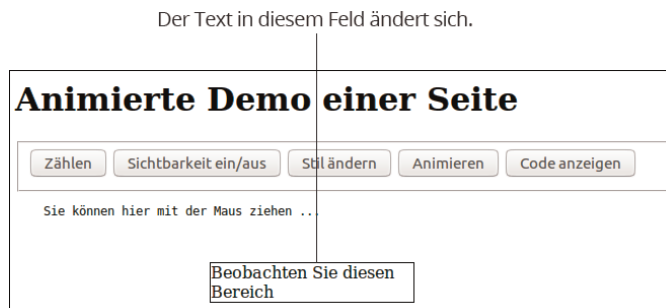 Der Text in diesem Feld ändert sich.
Animierte Demo einer Seite
Zählen Sichtbarkeit ein/aus Stil ändern Animieren Code anzeigen
Sie können hier mit der Maus ziehen ...
Beobachten Sie diesen
Bereich